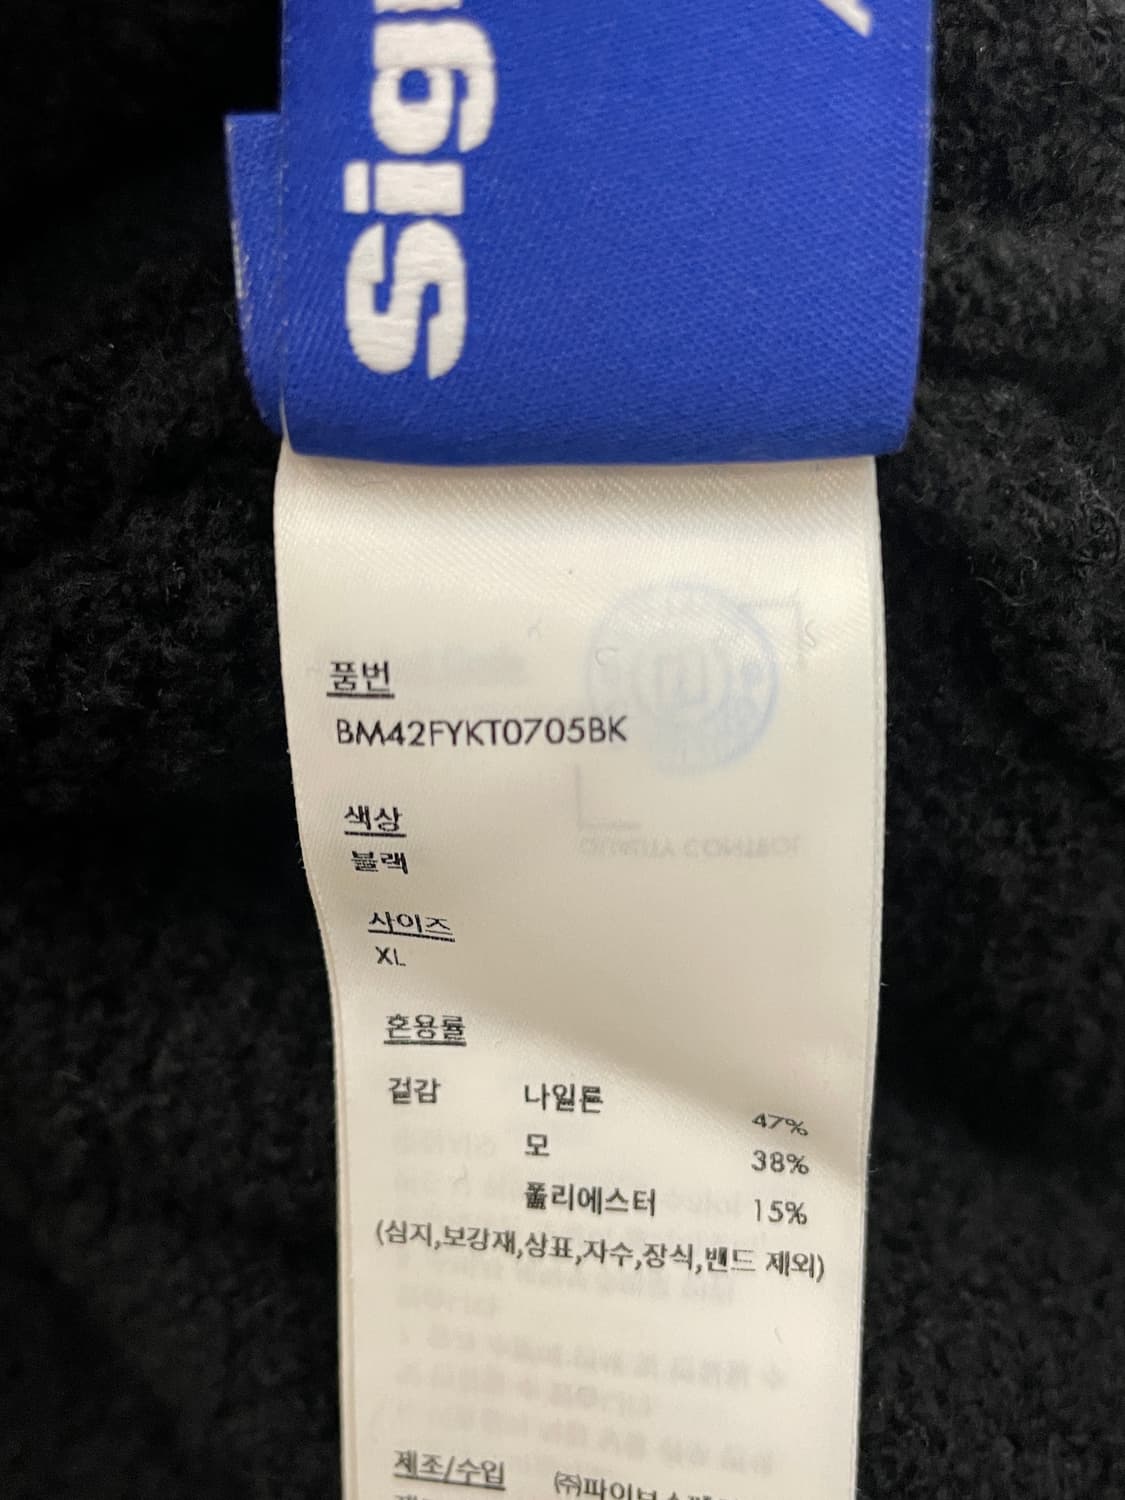 Sig
품번
BM42FYKT0705BK
색상
블랙
사이즈
XL
혼용률
겉감 나일론 47%
모 38%
폴리에스터 15%
(심지,보강재,상표,자수,장식,밴드 제외)
제조/수입